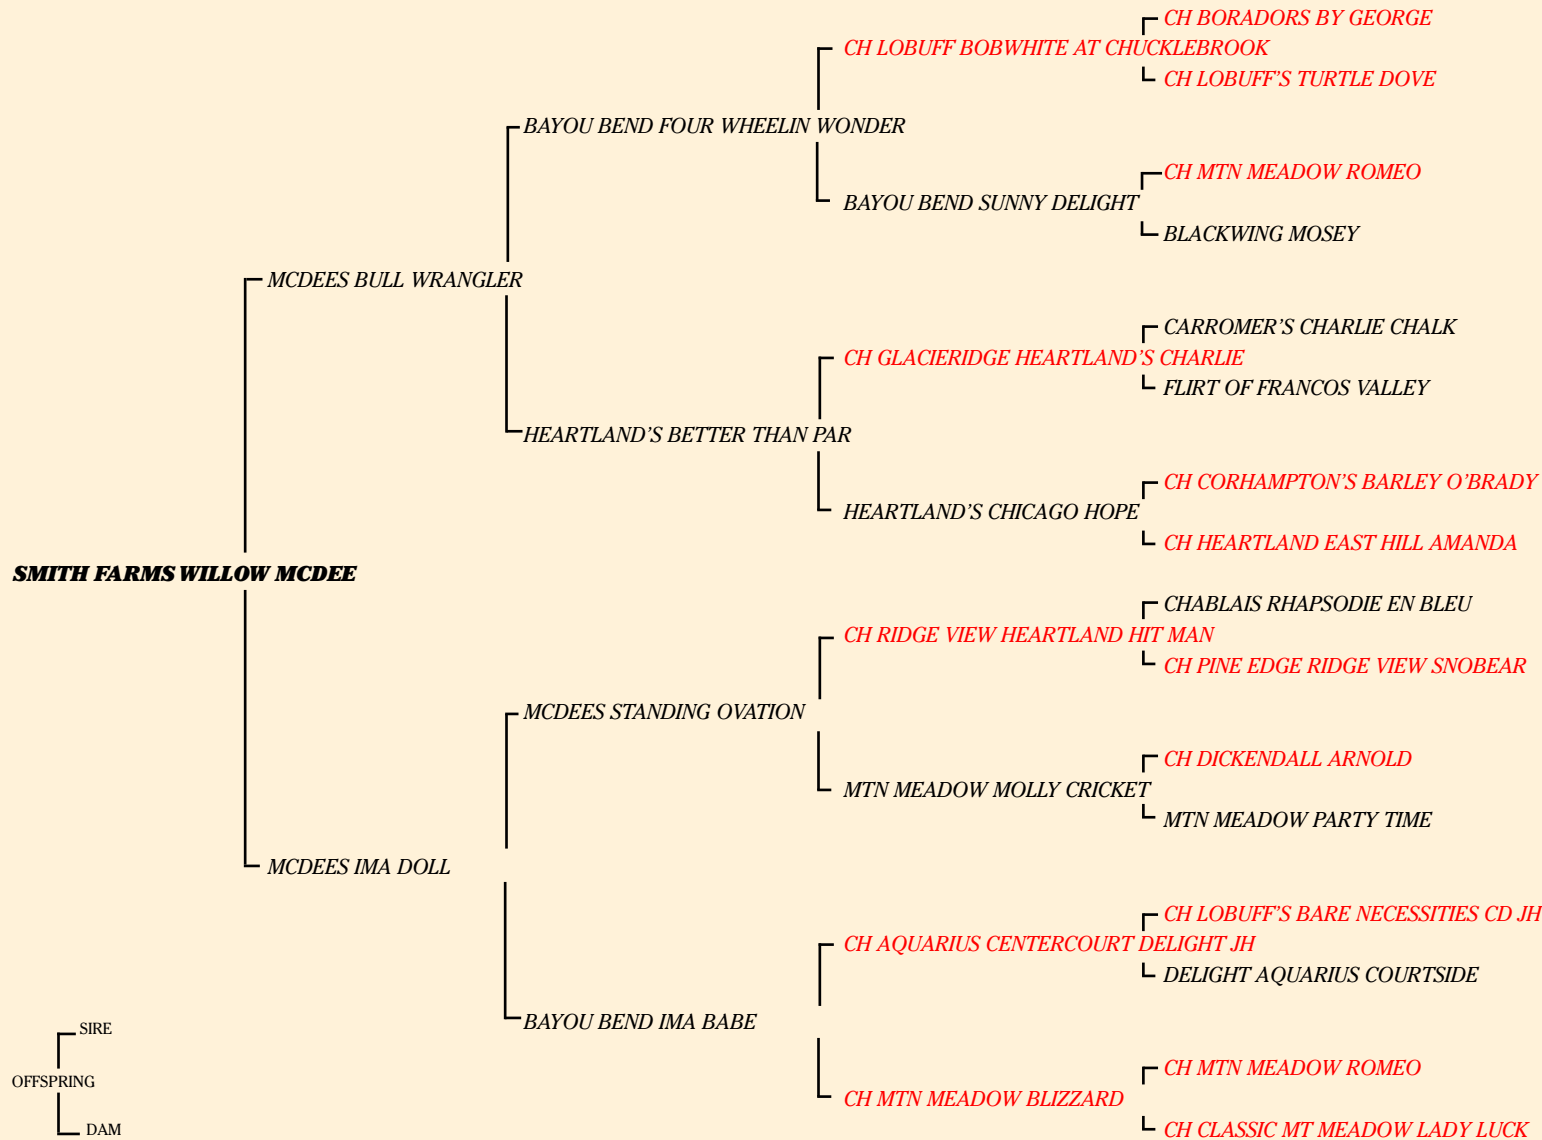 CH BORADORS BY GEORGE
CH LOBUFF BOBWHITE AT CHUCKLEBROOK
CH LOBUFF'S TURTLE DOVE
BAYOU BEND FOUR WHEELIN WONDER
CH MTN MEADOW ROMEO
BAYOU BEND SUNNY DELIGHT
BLACKWING MOSEY
MCDEES BULL WRANGLER
CARROMER'S CHARLIE CHALK
CH GLACIERIDGE HEARTLAND'S CHARLIE
FLIRT OF FRANCOS VALLEY
HEARTLAND'S BETTER THAN PAR
CH CORHAMPTON'S BARLEY O'BRADY
HEARTLAND'S CHICAGO HOPE
CH HEARTLAND EAST HILL AMANDA
SMITH FARMS WILLOW MCDEE
CHABLAIS RHAPSODIE EN BLEU
CH RIDGE VIEW HEARTLAND HIT MAN
CH PINE EDGE RIDGE VIEW SNOBEAR
MCDEES STANDING OVATION
CH DICKENDALL ARNOLD
MTN MEADOW MOLLY CRICKET
MTN MEADOW PARTY TIME
MCDEES IMA DOLL
CH LOBUFF'S BARE NECESSITIES CD JH
CH AQUARIUS CENTERCOURT DELIGHT JH
DELIGHT AQUARIUS COURTSIDE
BAYOU BEND IMA BABE
CH MTN MEADOW ROMEO
CH MTN MEADOW BLIZZARD
CH CLASSIC MT MEADOW LADY LUCK
SIRE
OFFSPRING
DAM